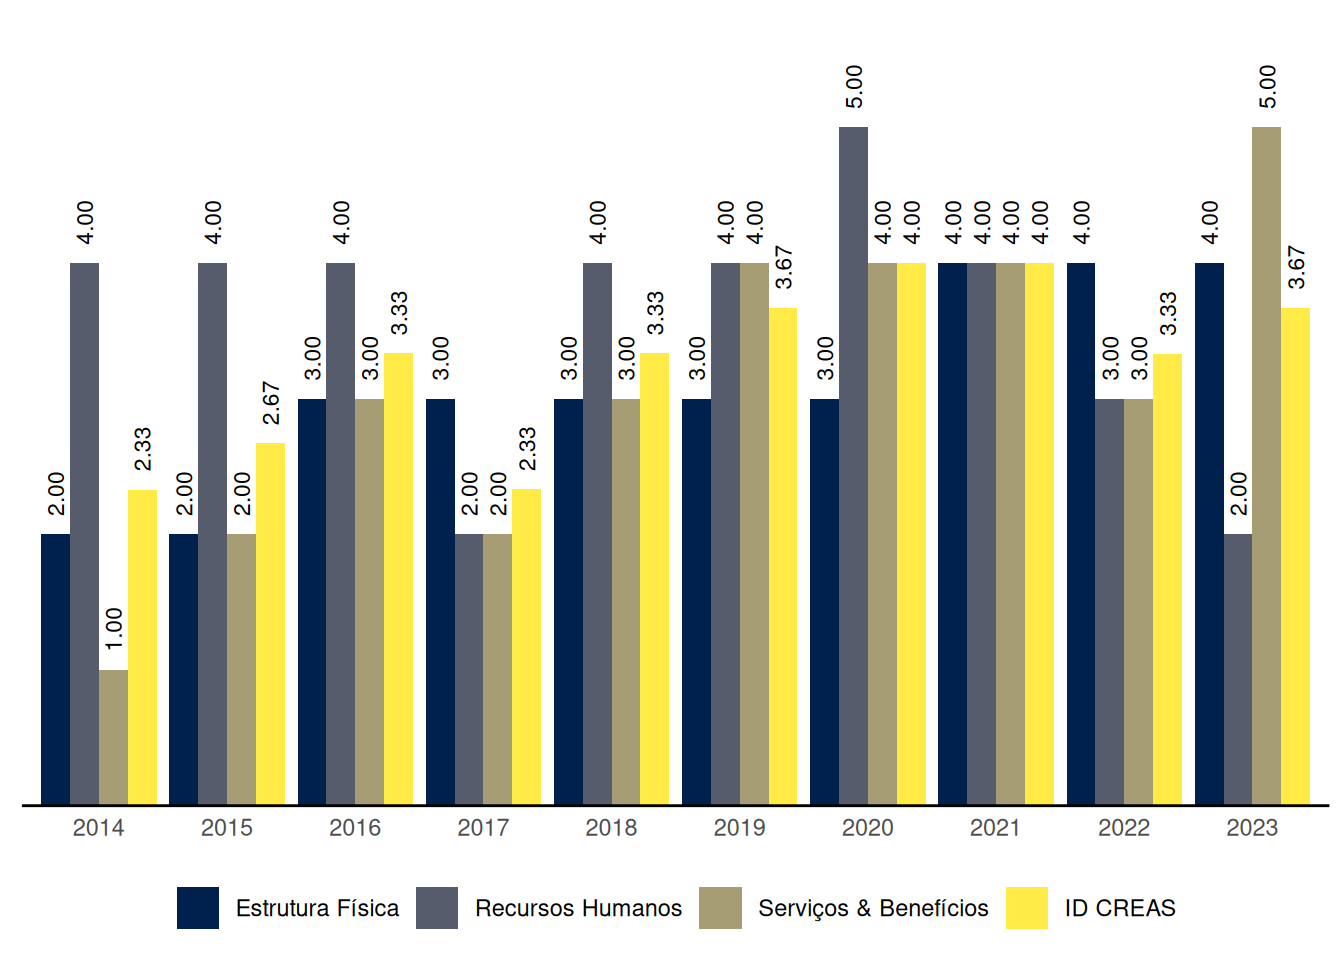 5.00 5.00
4.00 4.00 4.00 4.00 4.00 4.00 4.00 4.00 4.00 4.00 4.00 4.00 4.00 4.00
3.67 3.67
3.33 3.33 3.33
3.00 3.00 3.00 3.00 3.00 3.00 3.00 3.00 3.00
2.67
2.33 2.33
2.00 2.00 2.00 2.00 2.00 2.00
1.00
2014 2015 2016 2017 2018 2019 2020 2021 2022 2023
Estrutura Física Recursos Humanos Serviços & Benefícios ID CREAS